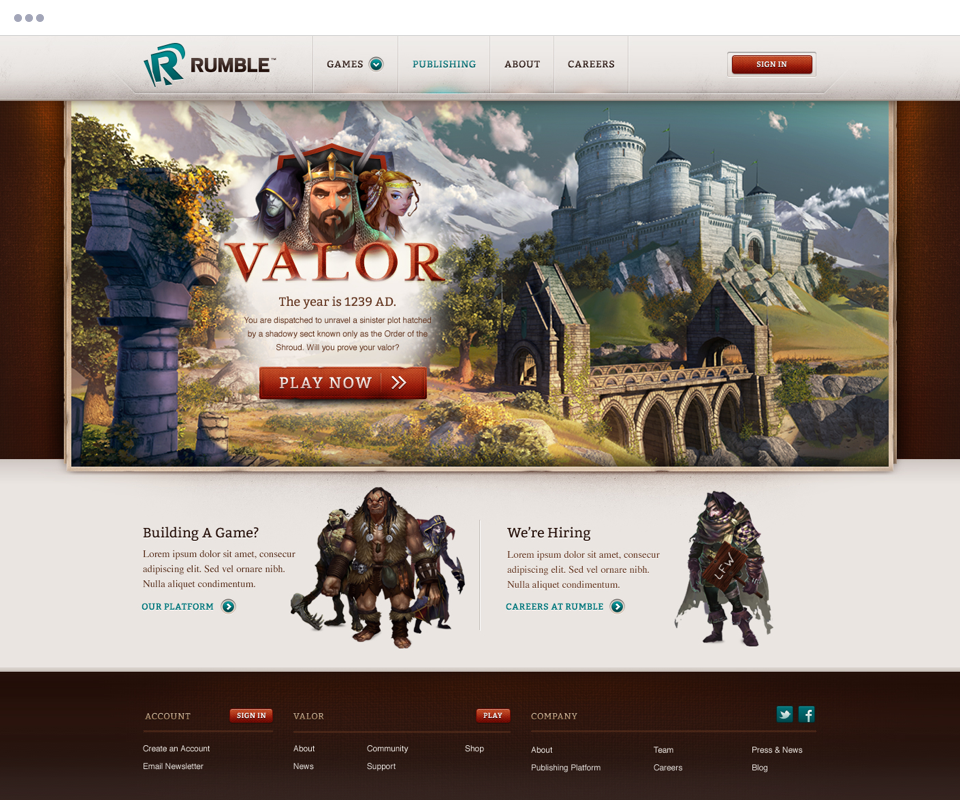 RUMBLE™
GAMES
PUBLISHING
ABOUT
CAREERS
SIGN IN
VALOR
The year is 1239 AD.
You are dispatched to unravel a sinister plot hatched
by a shadowy sect known only as the Order of the
Shroud. Will you prove your valor?
PLAY NOW
Building A Game?
Lorem ipsum dolor sit amet, consecur
adipiscing elit. Sed vel ornare nibh.
Nulla aliquet condimentum.
OUR PLATFORM
We're Hiring
Lorem ipsum dolor sit amet, consecur
adipiscing elit. Sed vel ornare nibh.
Nulla aliquet condimentum.
CAREERS AT RUMBLE
LFW
ACCOUNT
SIGN IN
Create an Account
Email Newsletter
VALOR
PLAY
About
Community
Shop
News
Support
COMPANY
About
Team
Press & News
Publishing Platform
Careers
Blog